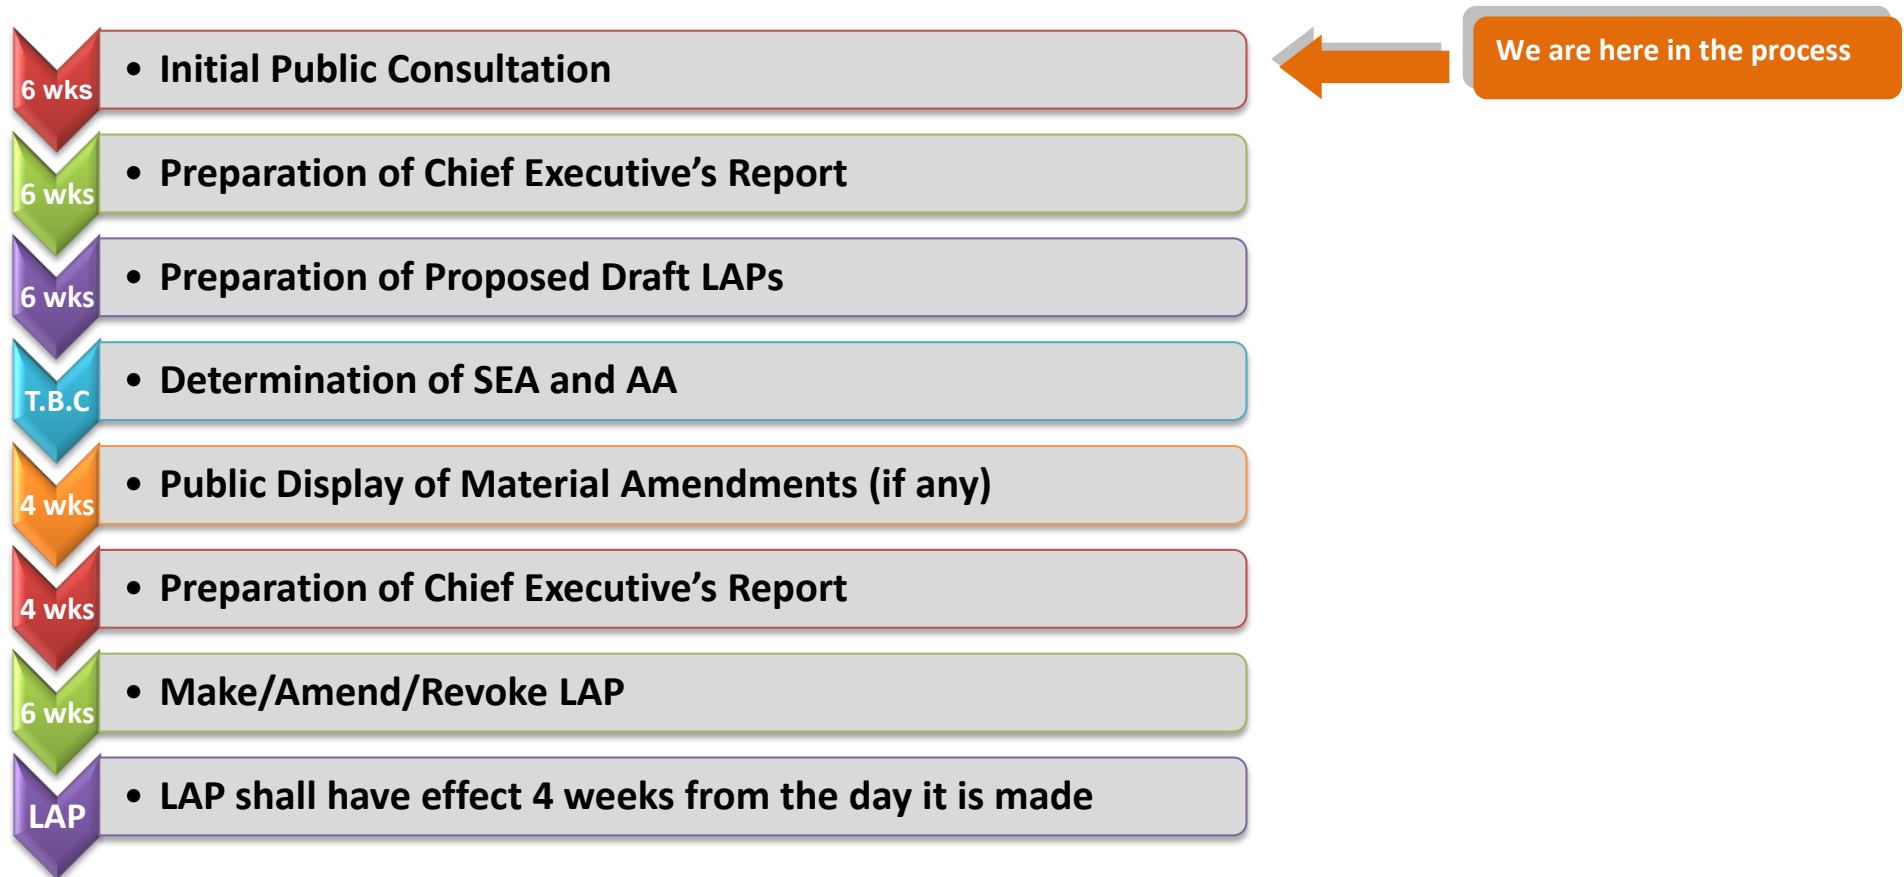 6 wks
• Initial Public Consultation
We are here in the process
6 wks
• Preparation of Chief Executive’s Report
6 wks
• Preparation of Proposed Draft LAPs
T.B.C
• Determination of SEA and AA
4 wks
• Public Display of Material Amendments (if any)
4 wks
• Preparation of Chief Executive’s Report
6 wks
• Make/Amend/Revoke LAP
LAP
• LAP shall have effect 4 weeks from the day it is made